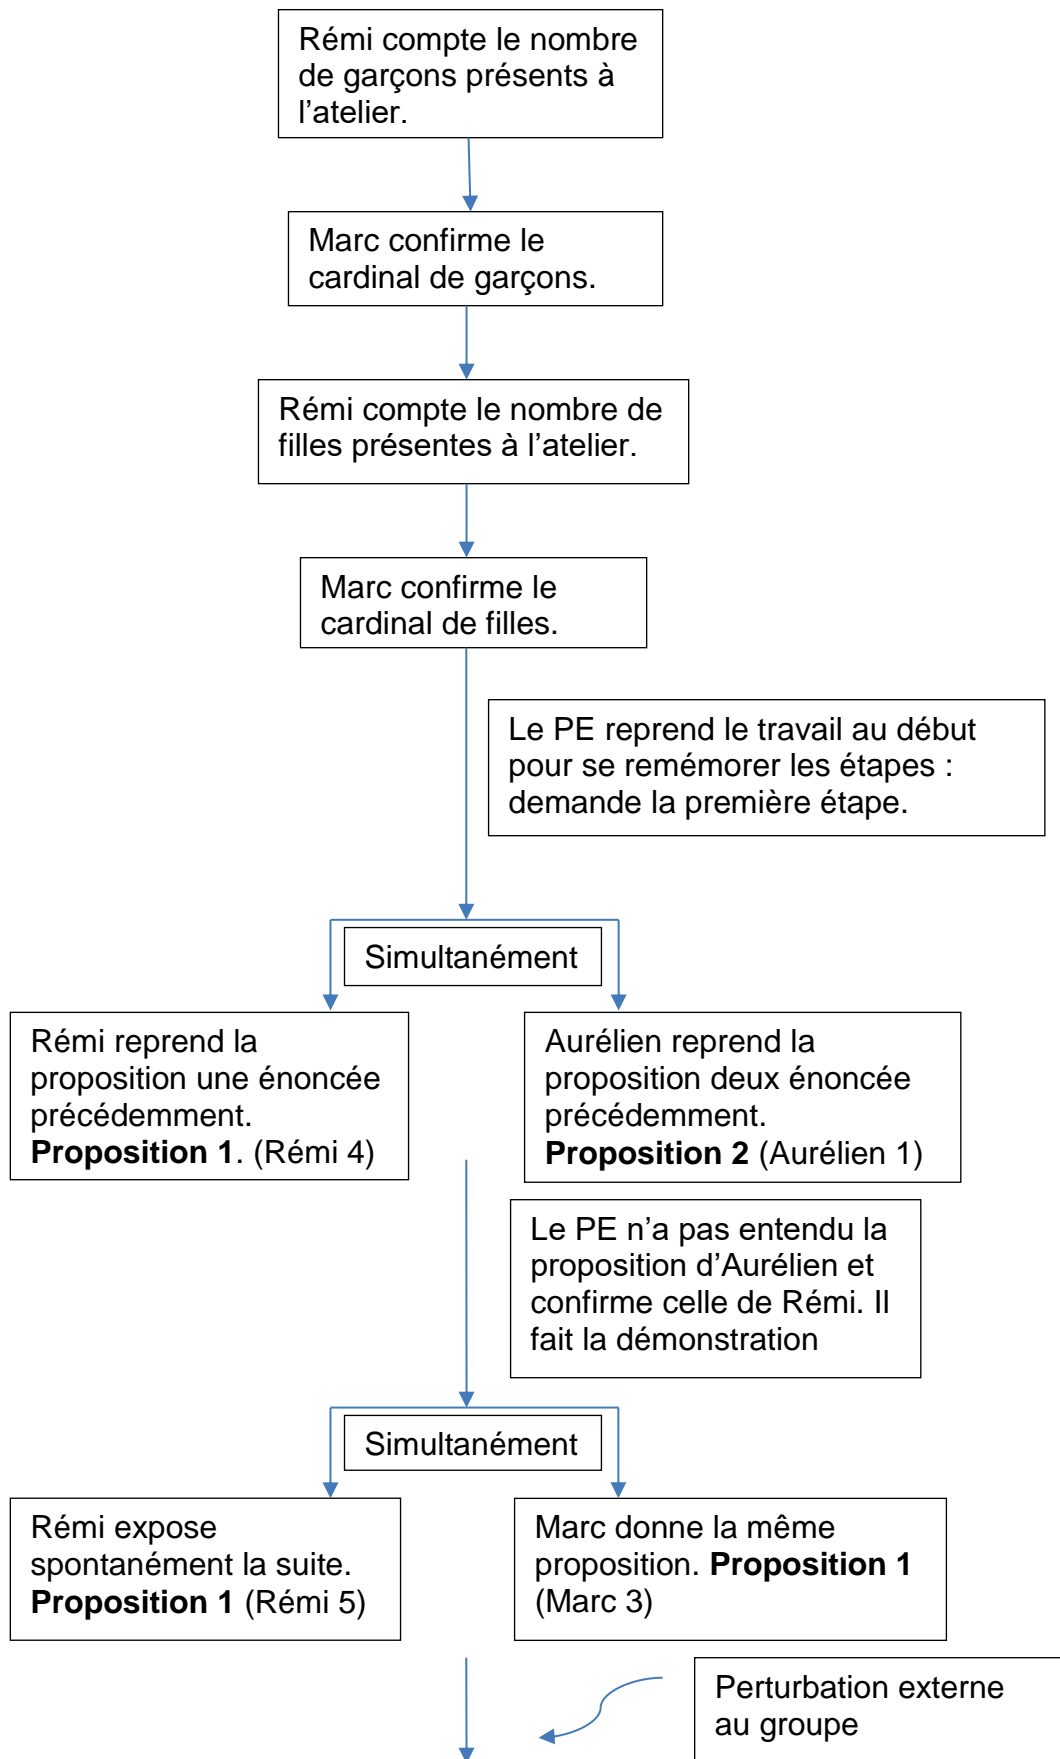 Rémi compte le nombre
de garçons présents à
l’atelier.
Marc confirme le
cardinal de garçons.
Rémi compte le nombre de
filles présentes à l’atelier.
Marc confirme le
cardinal de filles.
Le PE reprend le travail au début
pour se remémorer les étapes :
demande la première étape.
Simultanément
Rémi reprend la
proposition une énoncée
précédemment.
Proposition 1. (Rémi 4)
Aurélien reprend la
proposition deux énoncée
précédemment.
Proposition 2 (Aurélien 1)
Le PE n’a pas entendu la
proposition d’Aurélien et
confirme celle de Rémi. Il
fait la démonstration
Simultanément
Rémi expose
spontanément la suite.
Proposition 1 (Rémi 5)
Marc donne la même
proposition. Proposition 1
(Marc 3)
Perturbation externe
au groupe